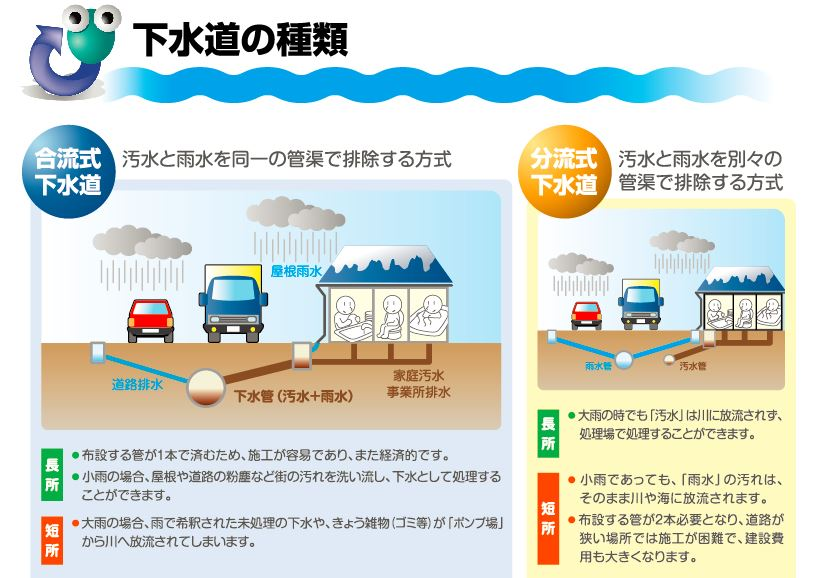 下水道の種類
合流式
下水道
汚水と雨水を同一の管渠で排除する方式
屋根雨水
道路排水
下水管(汚水+雨水)
家庭汚水
事業所排水
長所
●布設する管が1本で済むため、施工が容易であり、また経済的です。
●小雨の場合、屋根や道路の粉塵など街の汚れを洗い流し、下水として処理する
ことができます。
短所
●大雨の場合、雨で希釈された未処理の下水や、きょう雑物(ゴミ等)が「ポンプ場」
から川へ放流されてしまいます。
分流式
下水道
汚水と雨水を別々の
管渠で排除する方式
雨水管
汚水管
長所
●大雨の時でも「汚水」は川に放流されず、
処理場で処理することができます。
短所
●小雨であっても、「雨水」の汚れは、
そのまま川や海に放流されます。
●布設する管が2本必要となり、道路が
狭い場所では施工が困難で、建設費
用も大きくなります。